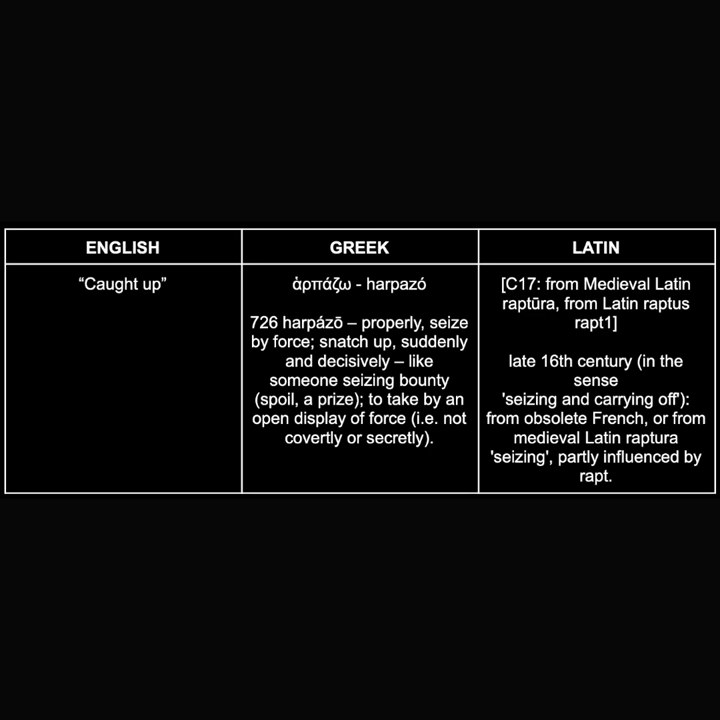 ENGLISH
GREEK
LATIN
“Caught up”
ἁρπάζω - harpazó
726 harpázō – properly, seize
by force; snatch up, suddenly
and decisively – like
someone seizing bounty
(spoil, a prize); to take by an
open display of force (i.e. not
covertly or secretly).
[C17: from Medieval Latin
raptūra, from Latin raptus
rapt1]
late 16th century (in the
sense
'seizing and carrying off'):
from obsolete French, or from
medieval Latin raptura
'seizing', partly influenced by
rapt.